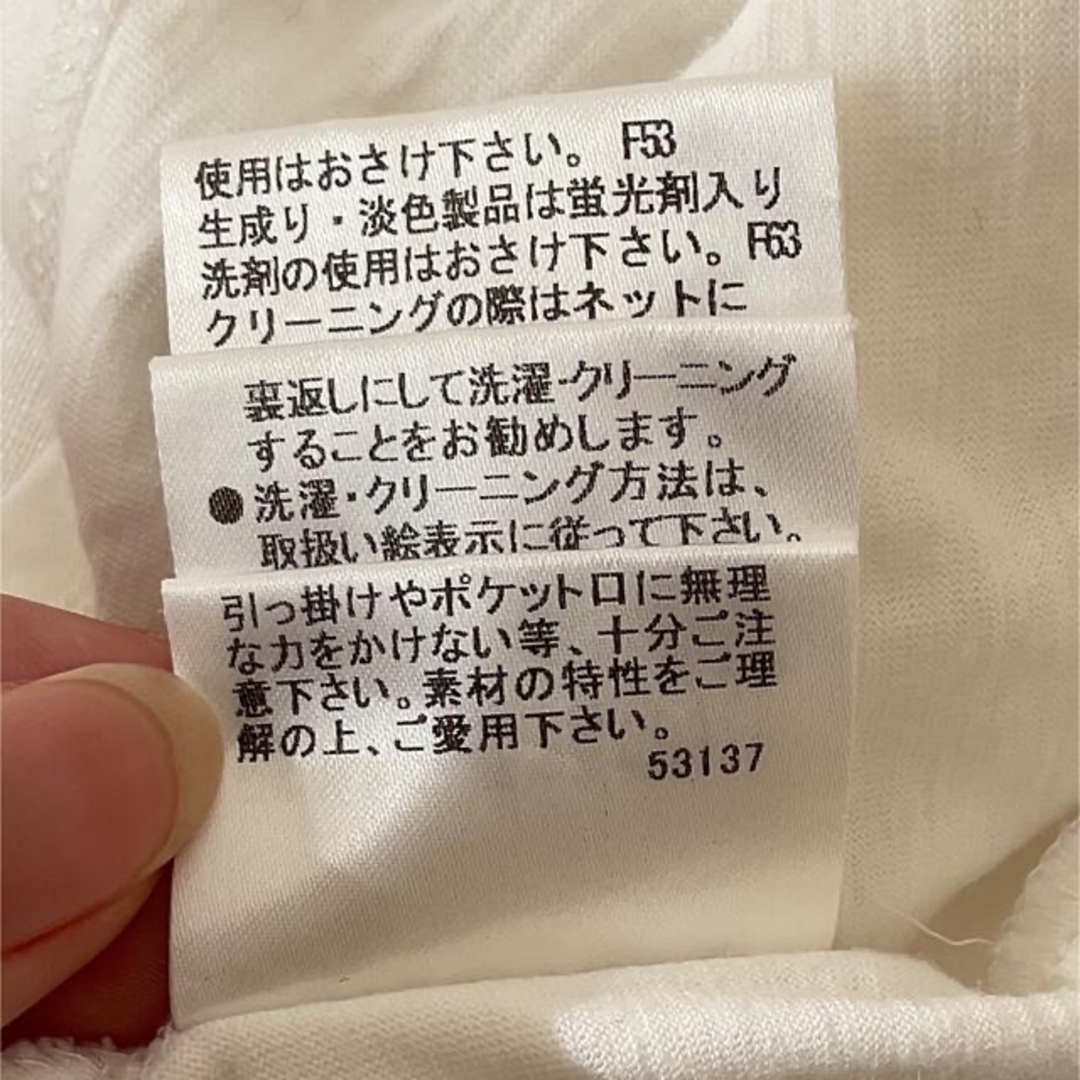 使用はおさけ下さい。 F53
生成り・淡色製品は蛍光剤入り
洗剤の使用はおさけ下さい。F63
クリーニングの際はネットに
裏返しにして洗濯・クリーニング
することをお勧めします。
●洗濯・クリーニング方法は、
取扱い絵表示に従って下さい。
引っ掛けやポケット口に無理
な力をかけない等、十分ご注
意下さい。素材の特性をご理
解の上、ご愛用下さい。
53137